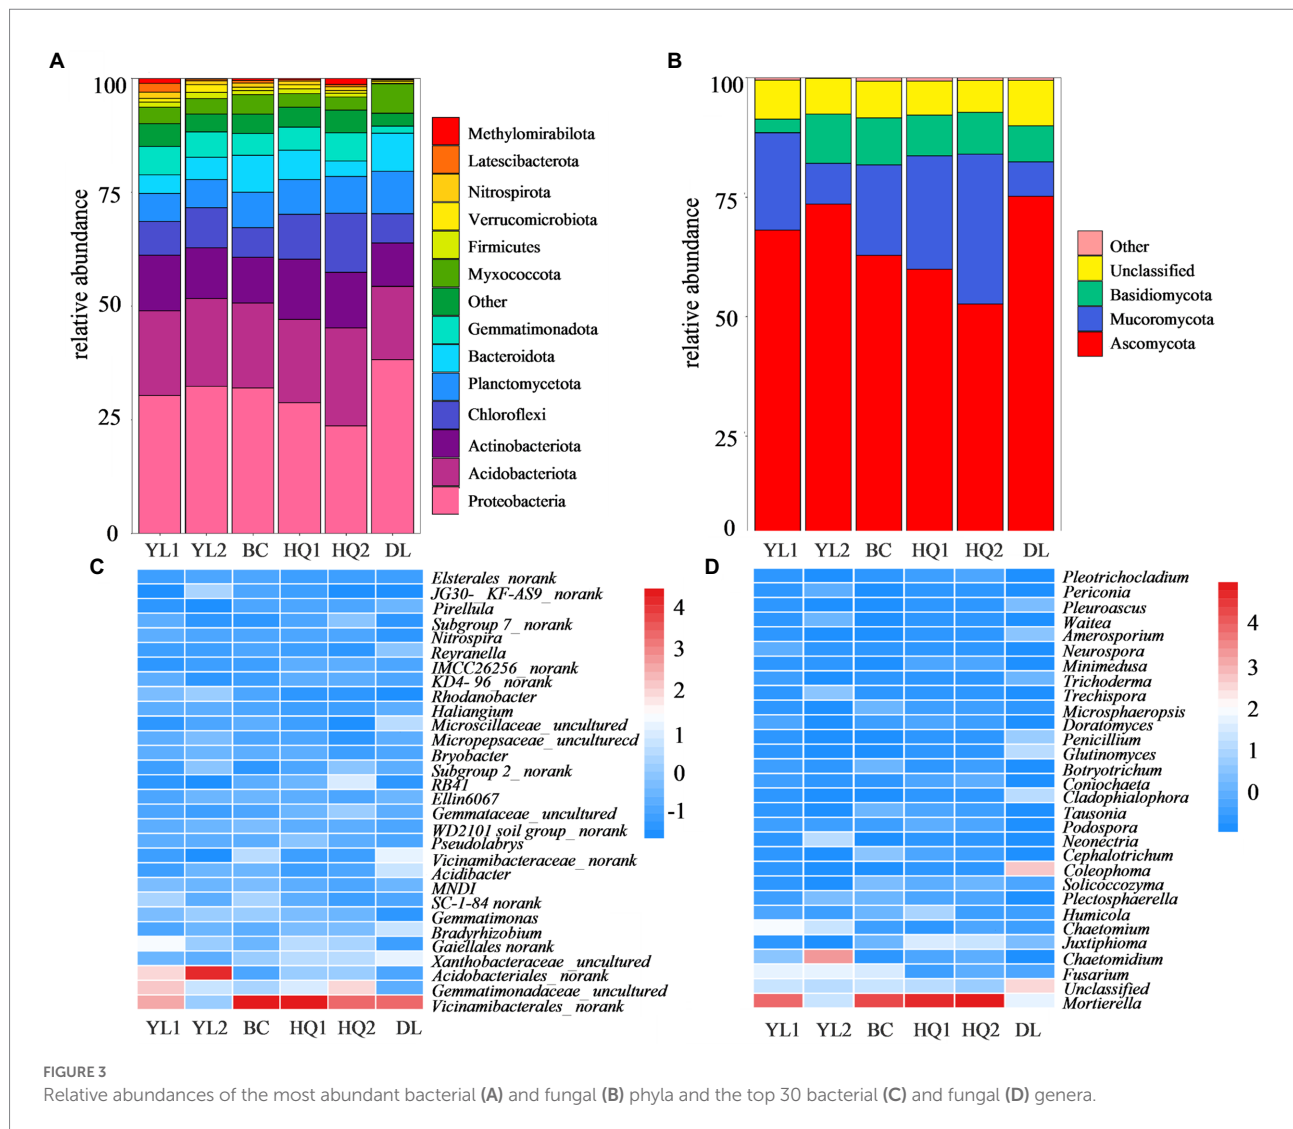 A
100
75
50
25
0
relative abundance
YL1 YL2 BC HQ1 HQ2 DL
Methylomirabilota
Latescibacterota
Nitrospirota
Verrucomicrobiota
Firmicutes
Myxococcota
Other
Gemmatimonadota
Bacteroidota
Planctomycetota
Chloroflexi
Actinobacteriota
Acidobacteriota
Proteobacteria
B
100
75
50
25
0
relative abundance
YL1 YL2 BC HQ1 HQ2 DL
Other
Unclassified
Basidiomycota
Mucoromycota
Ascomycota
C
Elsterales_norank
JG30-_KF-AS9_norank
Pirellula
Subgroup 7_norank
Nitrospira
Reyranella
IMCC26256_norank
KD4-96_norank
Rhodanobacter
Haliangium
Microscillaceae_uncultured
Micropepsaceae_unculturecd
Bryobacter
Subgroup 2_norank
RB41
Ellin6067
Gemmataceae_uncultured
WD2101 soil group_norank
Pseudolabrys
Vicinamibacteraceae_norank
Acidibacter
MNDI
SC-1-84 norank
Gemmatimonas
Bradyrhizobium
Gaiellales norank
Xanthobacteraceae_uncultured
Acidobacteriales_norank
Gemmatimonadaceae_uncultured
Vicinamibacterales_norank
YL1 YL2 BC HQ1 HQ2 DL
4
3
2
1
0
-1
D
Pleotrichocladium
Periconia
Pleuroascus
Waitea
Amerosporium
Neurospora
Minimedusa
Trichoderma
Trechispora
Microsphaeropsis
Doratomyces
Penicillium
Glutinomyces
Botryotrichum
Coniochaeta
Cladophialophora
Tausonia
Podospora
Neonectria
Cephalotrichum
Coleophoma
Solicoccozyma
Plectosphaerella
Humicola
Chaetomium
Juxtiphioma
Chaetomidium
Fusarium
Unclassified
Mortierella
YL1 YL2 BC HQ1 HQ2 DL
4
3
2
1
0
FIGURE 3
Relative abundances of the most abundant bacterial (A) and fungal (B) phyla and the top 30 bacterial (C) and fungal (D) genera.